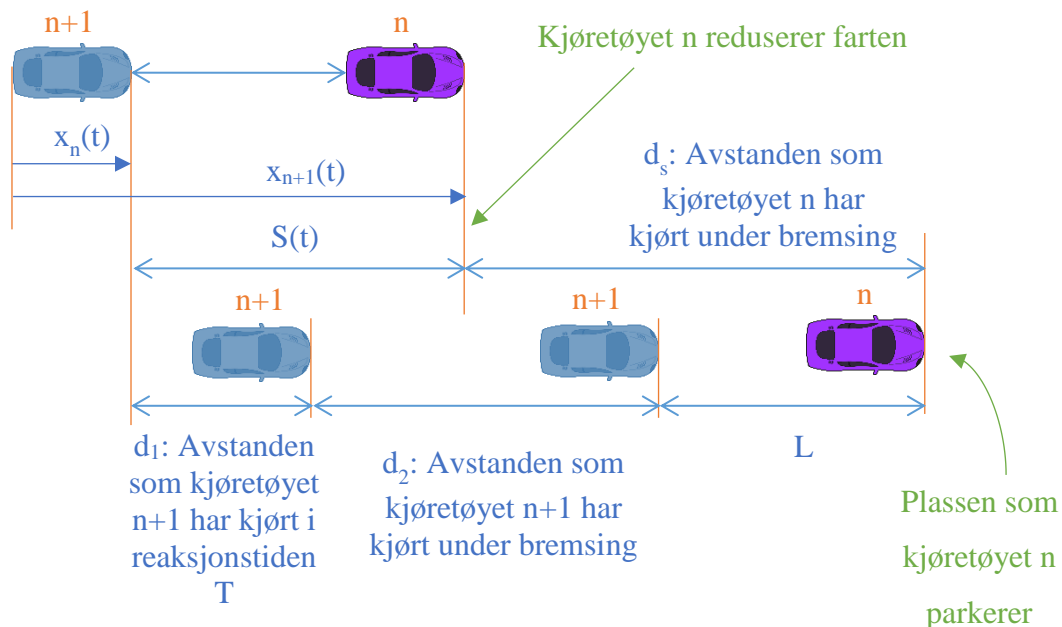 n+1
n
Kjøretøyet n reduserer farten
xn(t)
xn+1(t)
S(t)
ds: Avstanden som
kjøretøyet n har
kjørt under bremsing
n+1
n+1
n
d1: Avstanden
som kjøretøyet
n+1 har kjørt i
reaksjonstiden
T
d2: Avstanden som
kjøretøyet n+1 har
kjørt under bremsing
L
Plassen som
kjøretøyet n
parkerer